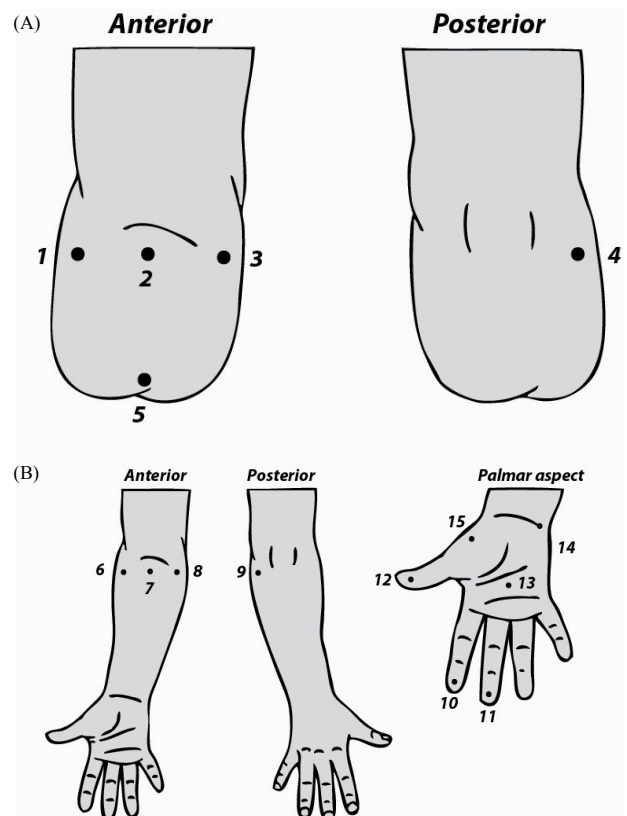 (A)
Anterior
Posterior
1
2
3
4
5
(B)
Anterior
Posterior
Palmar aspect
6
7
8
9
15
14
12
13
10
11